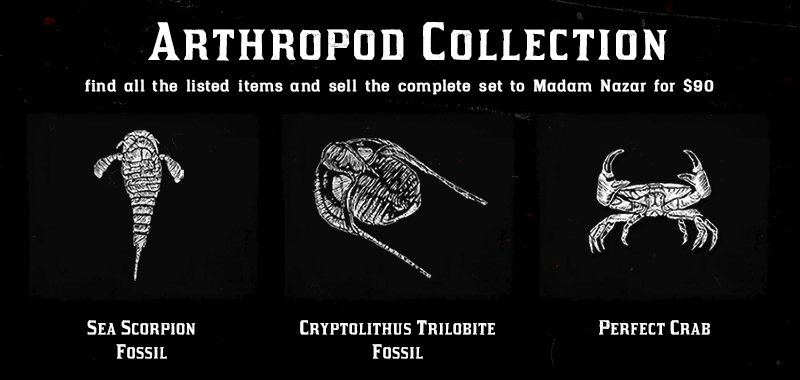 Arthropod Collection
find all the listed items and sell the complete set to Madam Nazar for $90
Sea Scorpion
Fossil
Cryptolithus Trilobite
Fossil
Perfect Crab